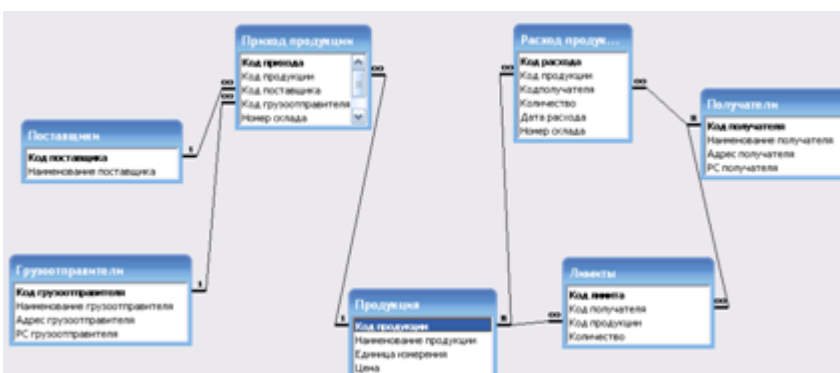 Приход продукции
Код прихода
Код продукции
Код поставщика
Код грузоотправителя
Номер склада
Расход продук...
Код расхода
Код продукции
Кодполучателя
Количество
Дата расхода
Номер склада
Получатели
Код получателя
Наименование получателя
Адрес получателя
РС получателя
Поставщики
Код поставщика
Наименование поставщика
Грузоотправители
Код грузоотправителя
Наименование грузоотправителя
Адрес грузоотправителя
РС грузоотправителя
Продукция
Код продукции
Наименование продукции
Единица измерения
Цена
Лимиты
Код лимита
Код получателя
Код продукции
Количество